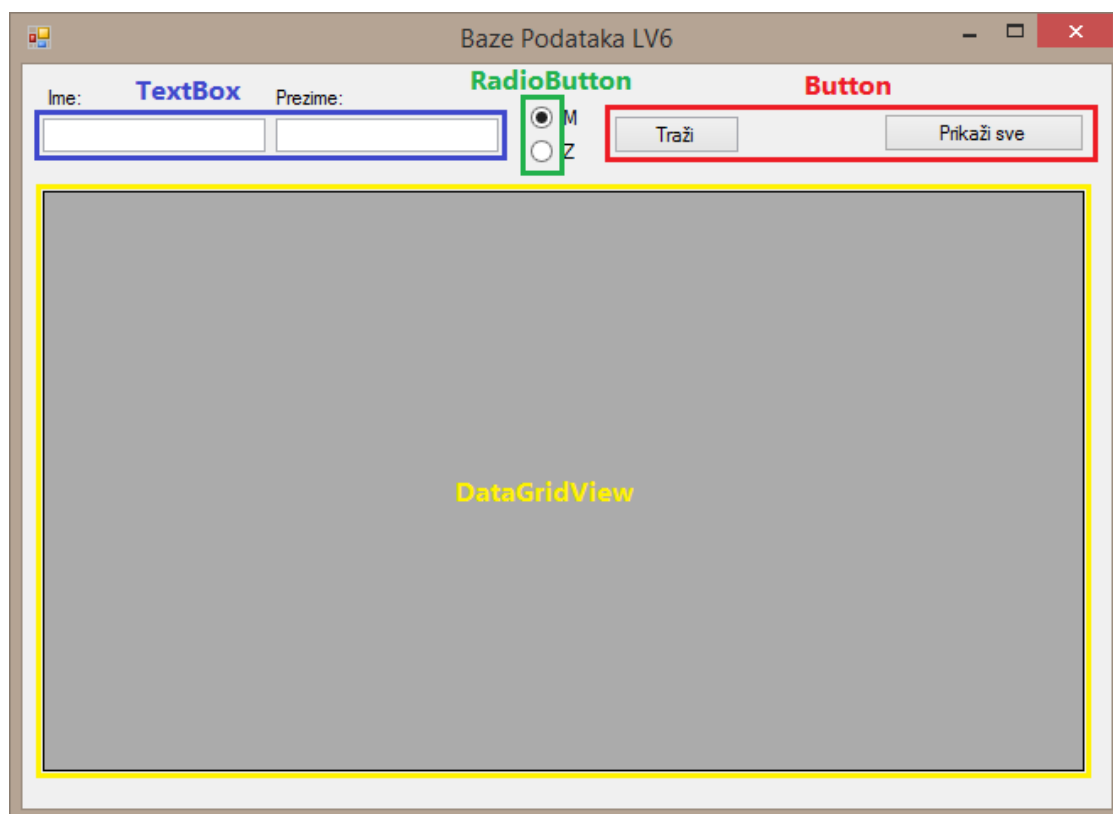 Baze Podataka LV6
Ime: TextBox Prezime: RadioButton Button
M
Z
Traži Prikaži sve
DataGridView